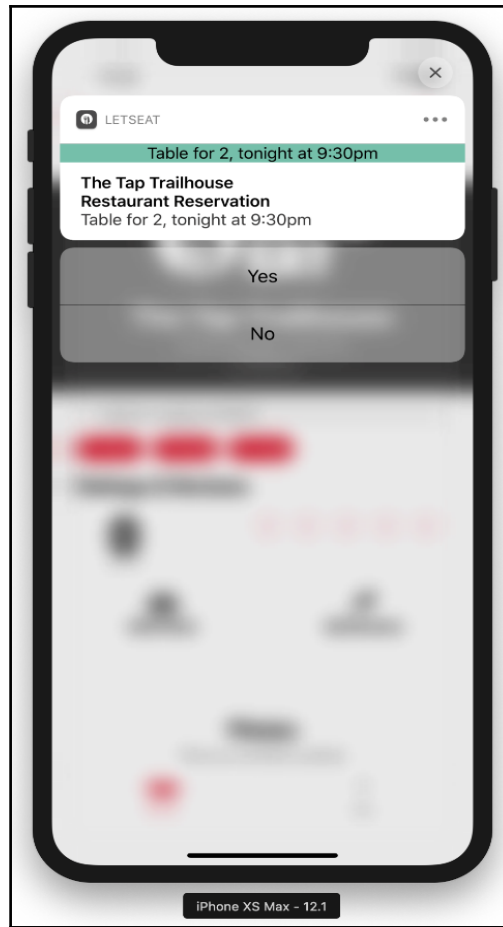 LETSEAT
Table for 2, tonight at 9:30pm
The Tap Trailhouse
Restaurant Reservation
Table for 2, tonight at 9:30pm
Yes
No
iPhone XS Max - 12.1